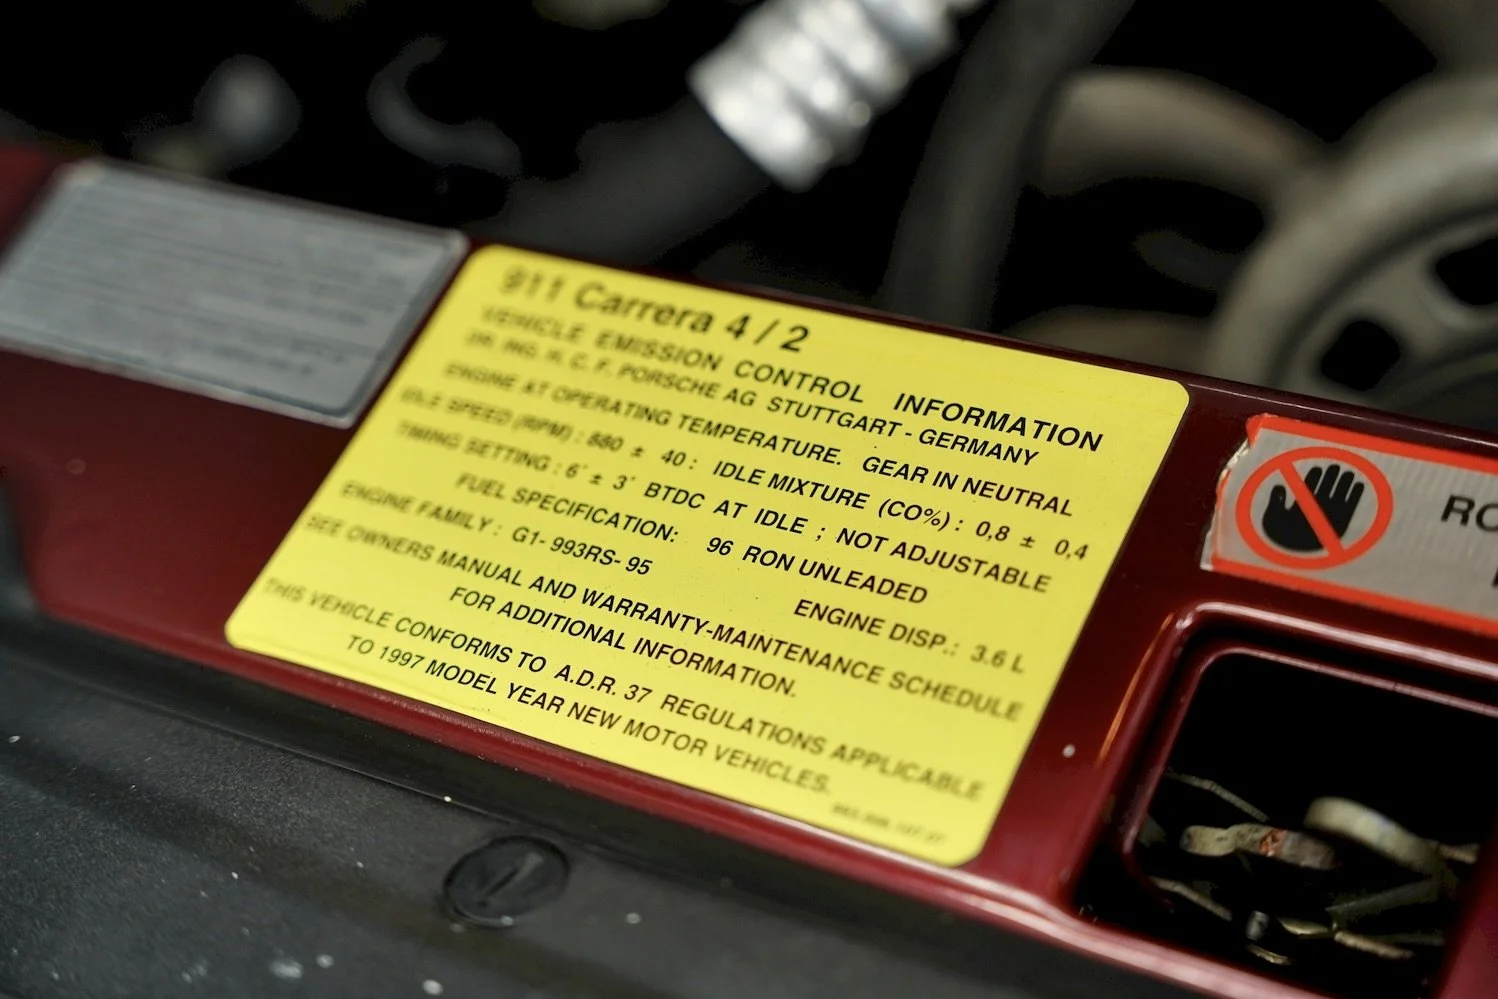 911 Carrera 4 / 2
VEHICLE EMISSION CONTROL INFORMATION
DR. ING. H. C. F. PORSCHE AG STUTTGART - GERMANY
ENGINE AT OPERATING TEMPERATURE. GEAR IN NEUTRAL
IDLE SPEED (RPM) : 880 ± 40 : IDLE MIXTURE (CO%) : 0,8 ± 0,4
TIMING SETTING : 6° ± 3° BTDC AT IDLE ; NOT ADJUSTABLE
FUEL SPECIFICATION: 96 RON UNLEADED
ENGINE FAMILY : G1- 993RS- 95 ENGINE DISP.: 3.6 L
SEE OWNERS MANUAL AND WARRANTY-MAINTENANCE SCHEDULE
FOR ADDITIONAL INFORMATION.
THIS VEHICLE CONFORMS TO A.D.R. 37 REGULATIONS APPLICABLE
TO 1997 MODEL YEAR NEW MOTOR VEHICLES.
RO